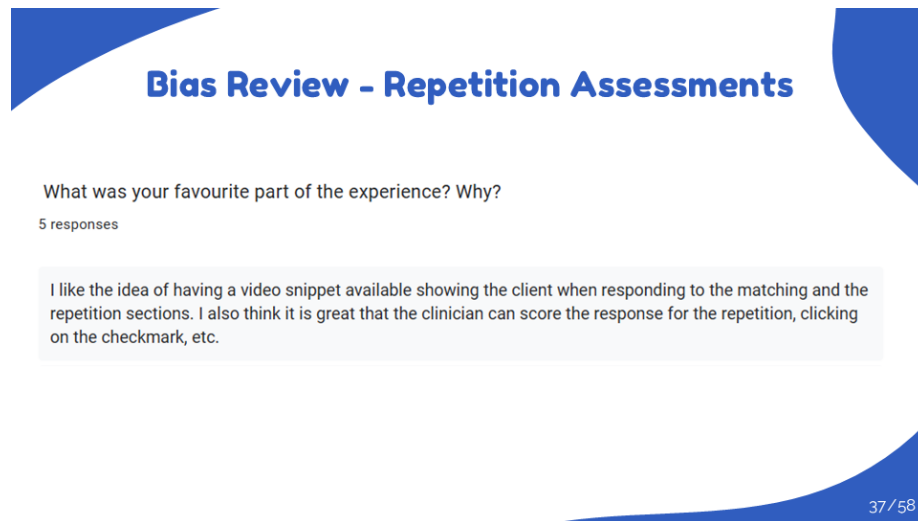 Bias Review - Repetition Assessments
What was your favourite part of the experience? Why?
5 responses
I like the idea of having a video snippet available showing the client when responding to the matching and the
repetition sections. I also think it is great that the clinician can score the response for the repetition, clicking
on the checkmark, etc.
37/58